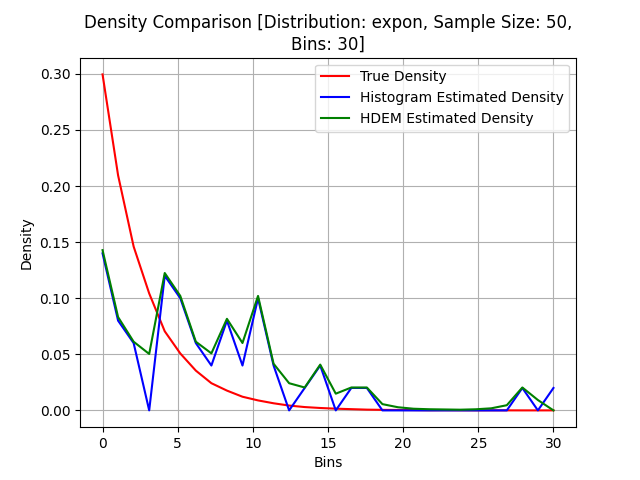 Density Comparison [Distribution: expon, Sample Size: 50,
Bins: 30]
True Density
Histogram Estimated Density
HDEM Estimated Density
Density
0.30
0.25
0.20
0.15
0.10
0.05
0.00
0 5 10 15 20 25 30
Bins